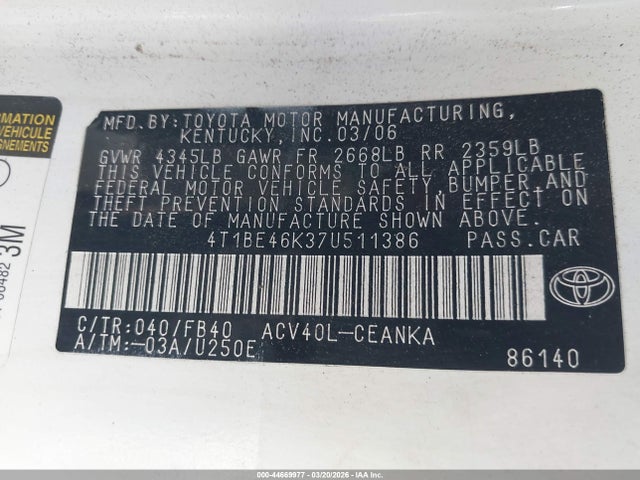 FORMATION
VEHICULE
GNEMENTS
3M
MFD.BY:TOYOTA MOTOR MANUFACTURING,
KENTUCKY,INC.03/06
GVWR 4345LB GAWR FR 2668LB RR 2359LB
THIS VEHICLE CONFORMS TO ALL APPLICABLE
FEDERAL MOTOR VEHICLE SAFETY,BUMPER,AND
THEFT PREVENTION STANDARDS IN EFFECT ON
THE DATE OF MANUFACTURE SHOWN ABOVE.
4T1BE46K37U511386 PASS.CAR
C/TR:040/FB40 ACV40L-CEANKA
A/TM:-03A/U250E 86140
TOYOTA
000-44669977 | 03/20/2026 - IAA Inc.